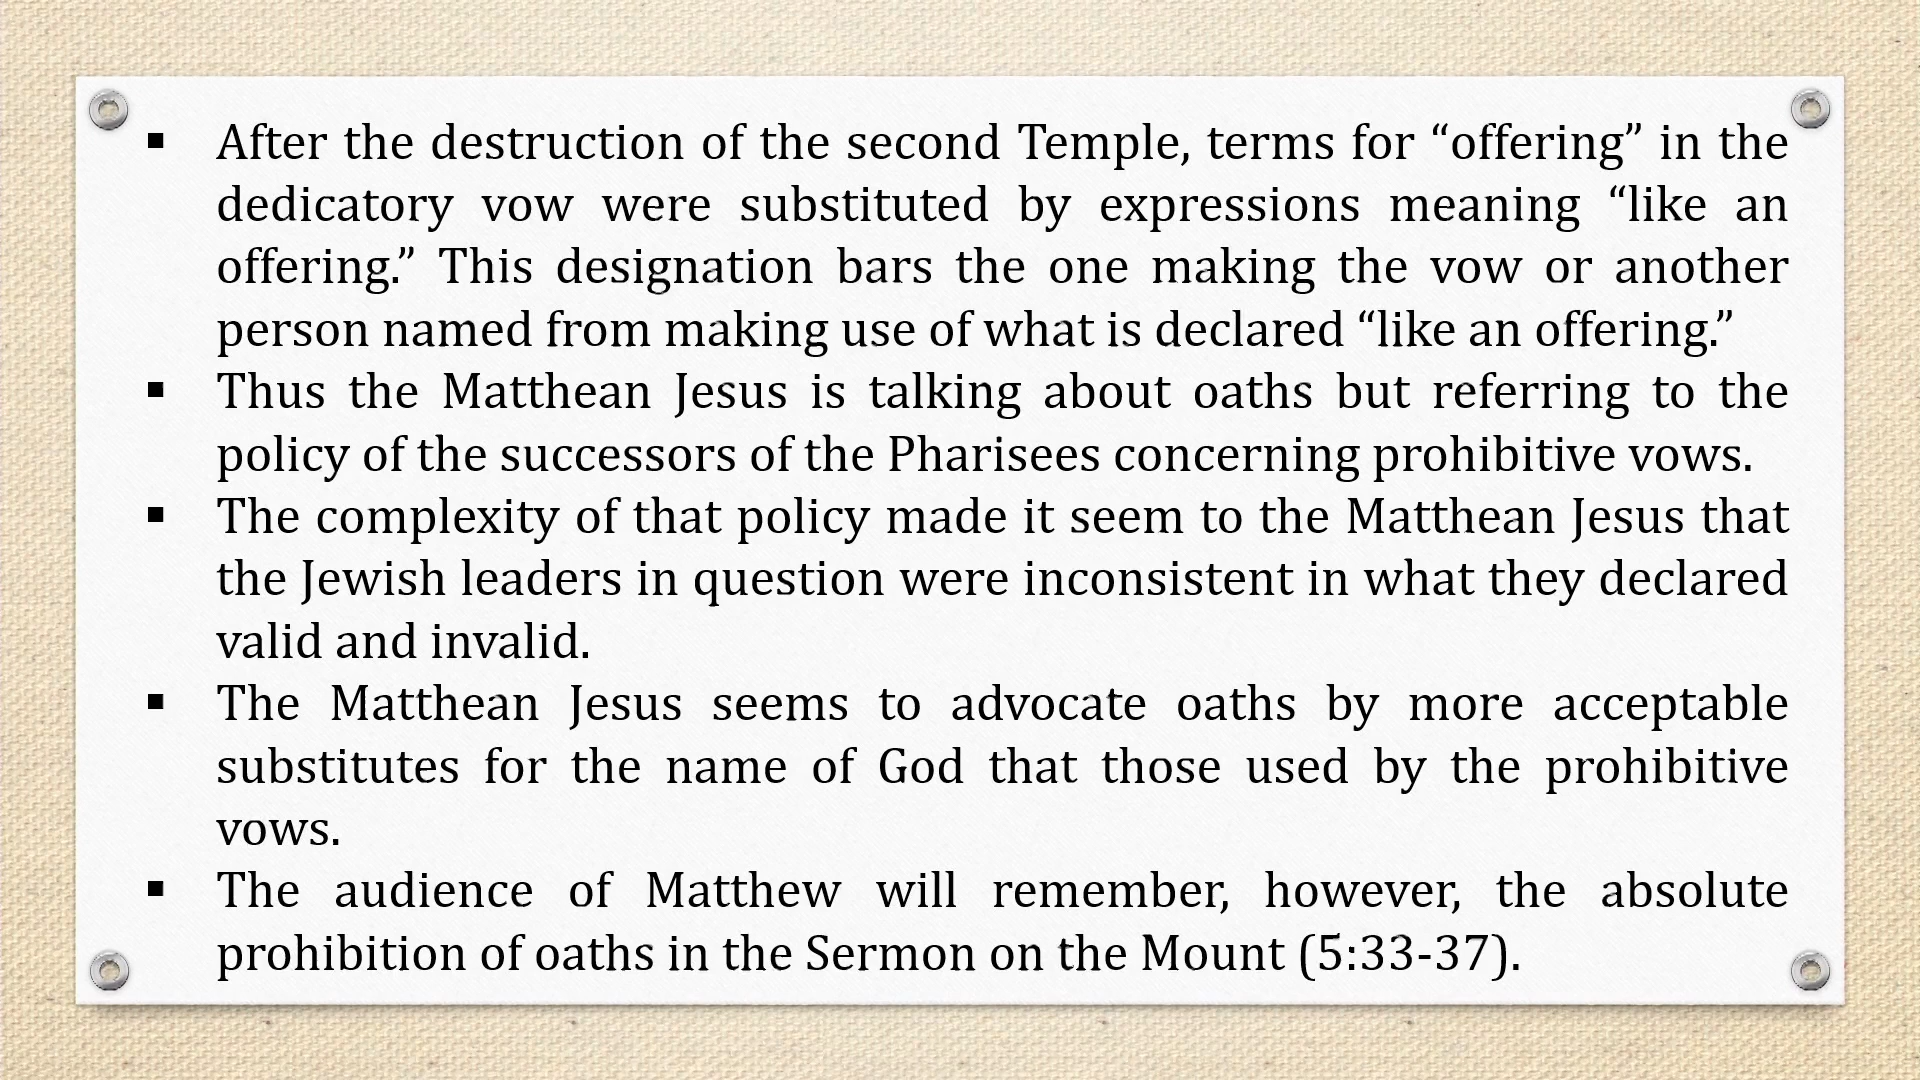 ▪ After the destruction of the second Temple, terms for “offering” in the
dedicatory vow were substituted by expressions meaning “like an
offering.” This designation bars the one making the vow or another
person named from making use of what is declared “like an offering.”
▪ Thus the Matthean Jesus is talking about oaths but referring to the
policy of the successors of the Pharisees concerning prohibitive vows.
▪ The complexity of that policy made it seem to the Matthean Jesus that
the Jewish leaders in question were inconsistent in what they declared
valid and invalid.
▪ The Matthean Jesus seems to advocate oaths by more acceptable
substitutes for the name of God that those used by the prohibitive
vows.
▪ The audience of Matthew will remember, however, the absolute
prohibition of oaths in the Sermon on the Mount (5:33-37).